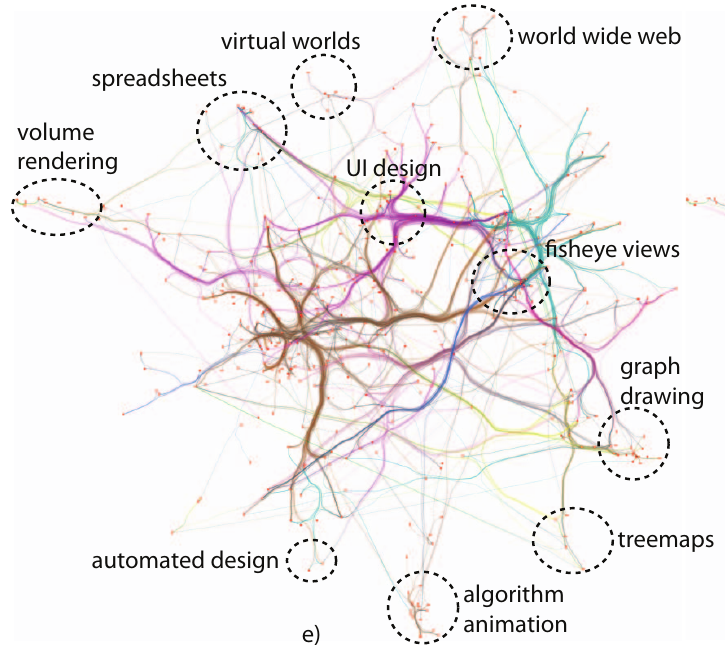 virtual worlds
world wide web
spreadsheets
volume
rendering
UI design
fisheye views
graph
drawing
treemaps
automated design
algorithm
animation
e)